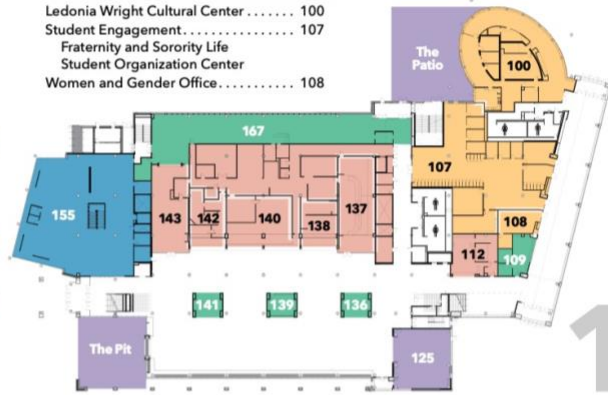 Ledonia Wright Cultural Center ........ 100
Student Engagement.................. 107
Fraternity and Sorority Life
Student Organization Center
Women and Gender Office............ 108
The Patio
100
167
107
155
143
142
140
138
137
108
112
109
141
139
136
The Pit
125
1